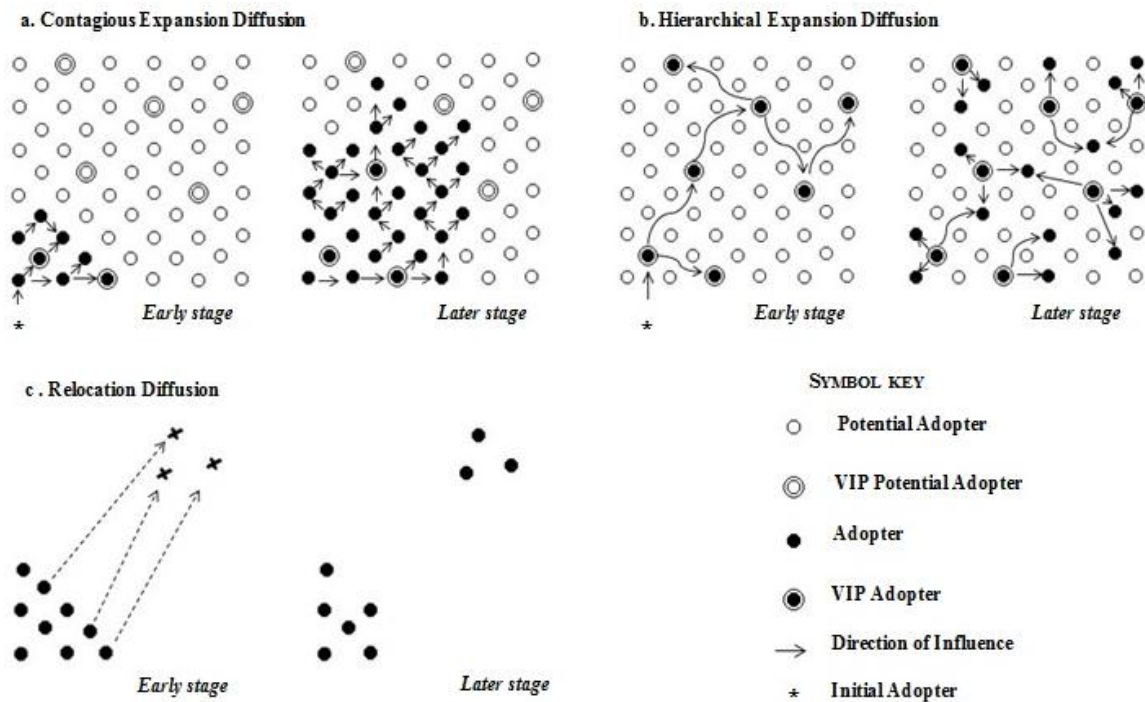 a. Contagious Expansion Diffusion
b. Hierarchical Expansion Diffusion
Early stage
Later stage
Early stage
Later stage
*
*
c . Relocation Diffusion
Early stage
Later stage
SYMBOL KEY
Potential Adopter
VIP Potential Adopter
Adopter
VIP Adopter
Direction of Influence
* Initial Adopter